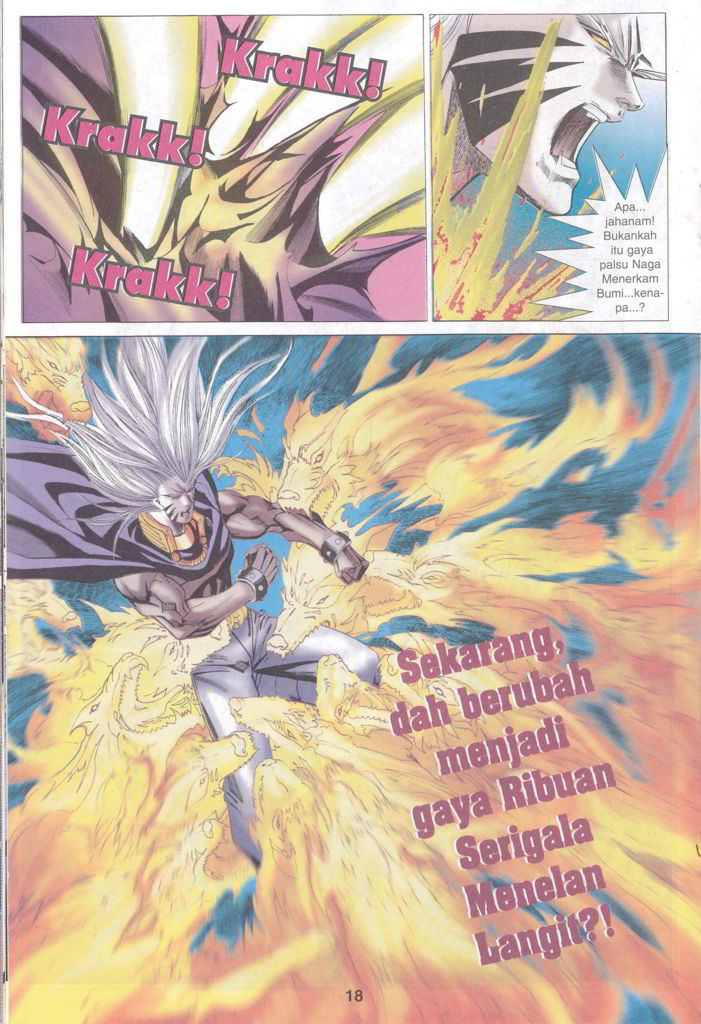 Krakk!
Krakk!
Krakk!
Apa...
jahanam!
Bukankah
itu gaya
palsu Naga
Menerkam
Bumi...kena-
pa...?
Sekarang,
dah berubah
menjadi
gaya Ribuan
Serigala
Menelan
Langit?!
18